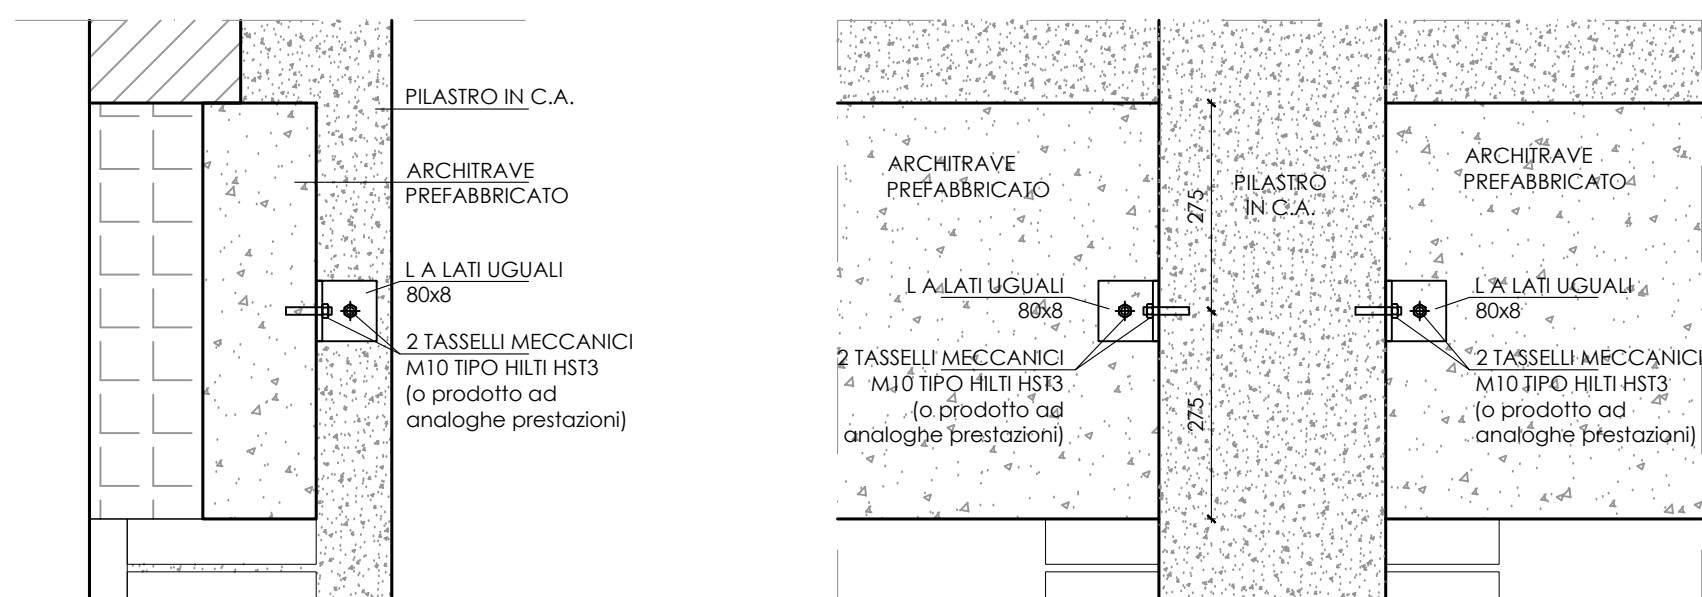 PILASTRO IN C.A.
ARCHITRAVE
PREFABBRICATO
L A LATI UGUALI
80x8
2 TASSELLI MECCANICI
M10 TIPO HILTI HST3
(o prodotto ad
analoghe prestazioni)
ARCHITRAVE
PREFABBRICATO
27.5
PILASTRO
IN C.A.
ARCHITRAVE
PREFABBRICATO
L A LATI UGUALI
80x8
2 TASSELLI MECCANICI
M10 TIPO HILTI HST3
(o prodotto ad
analoghe prestazioni)
27.5
L A LATI UGUALI
80x8
2 TASSELLI MECCANICI
M10 TIPO HILTI HST3
(o prodotto ad
analoghe prestazioni)